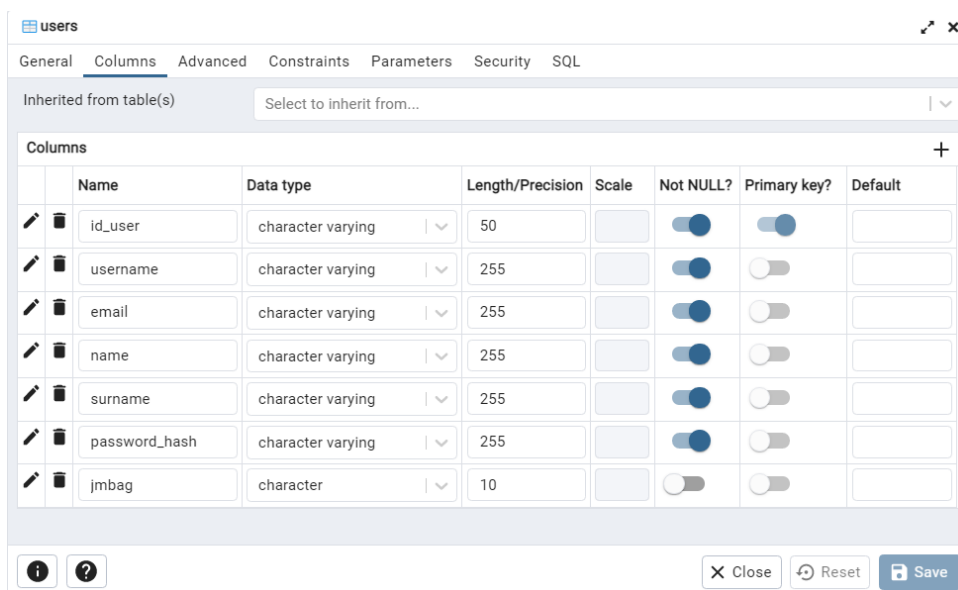 users
General Columns Advanced Constraints Parameters Security SQL
Inherited from table(s) Select to inherit from...
Columns
Name Data type Length/Precision Scale Not NULL? Primary key? Default
id_user character varying 50
username character varying 255
email character varying 255
name character varying 255
surname character varying 255
password_hash character varying 255
jmbag character 10
Close Reset Save